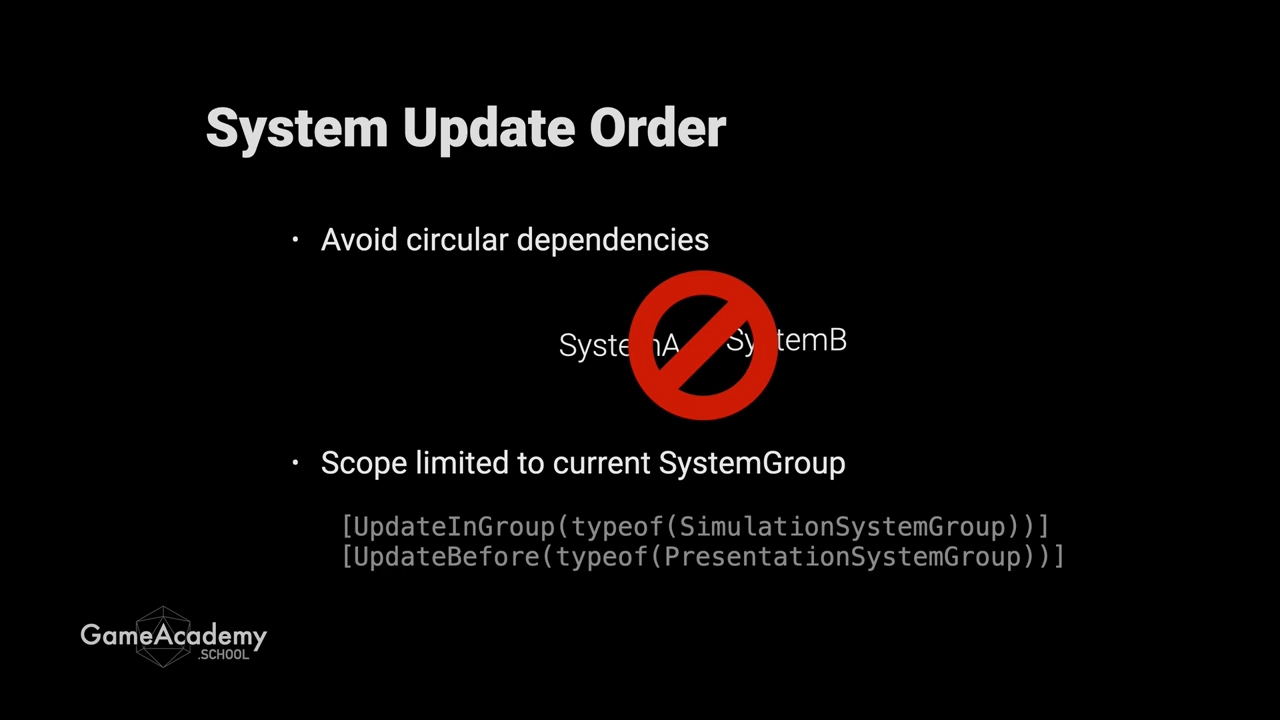 System Update Order
• Avoid circular dependencies
SystemA SystemB
• Scope limited to current SystemGroup
[UpdateInGroup(typeof(SimulationSystemGroup))]
[UpdateBefore(typeof(PresentationSystemGroup))]
GameAcademy
.SCHOOL